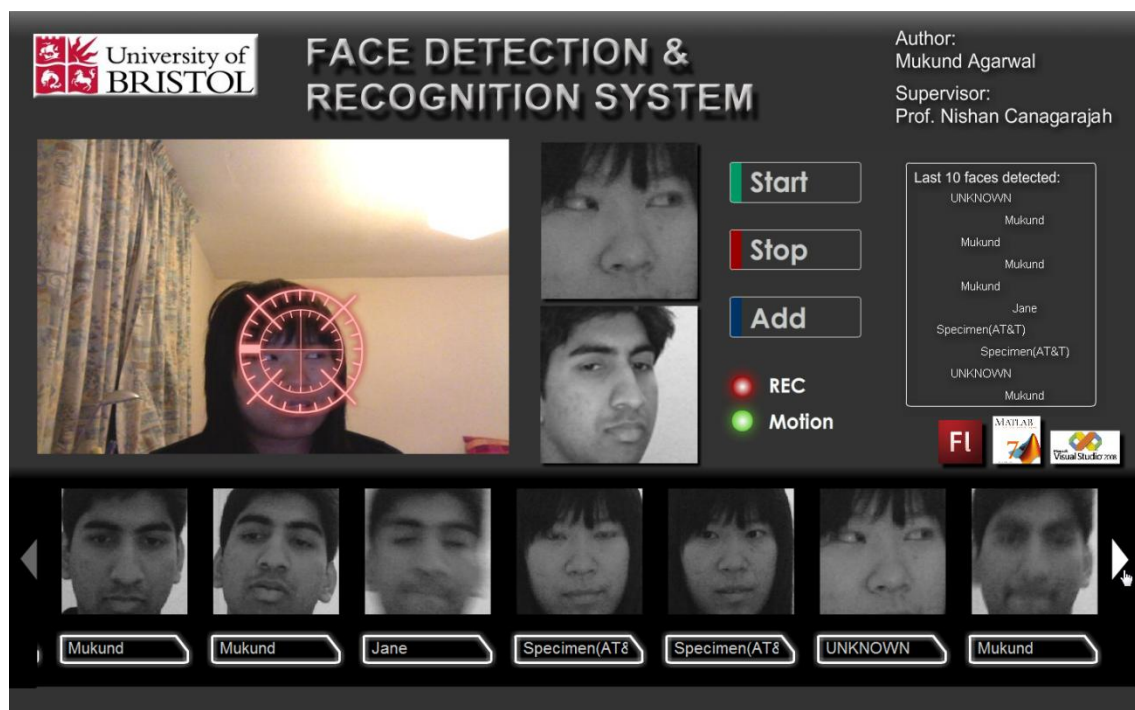 University of
BRISTOL
FACE DETECTION &
RECOGNITION SYSTEM
Author:
Mukund Agarwal
Supervisor:
Prof. Nishan Canagarajah
Start
Stop
Add
REC
Motion
Last 10 faces detected:
UNKNOWN
Mukund
Mukund
Mukund
Mukund
Jane
Specimen(AT&T)
Specimen(AT&T)
UNKNOWN
Mukund
Fl
MATLAB
7
Visual Studio 2008
Mukund
Mukund
Jane
Specimen(AT&
Specimen(AT&
UNKNOWN
Mukund